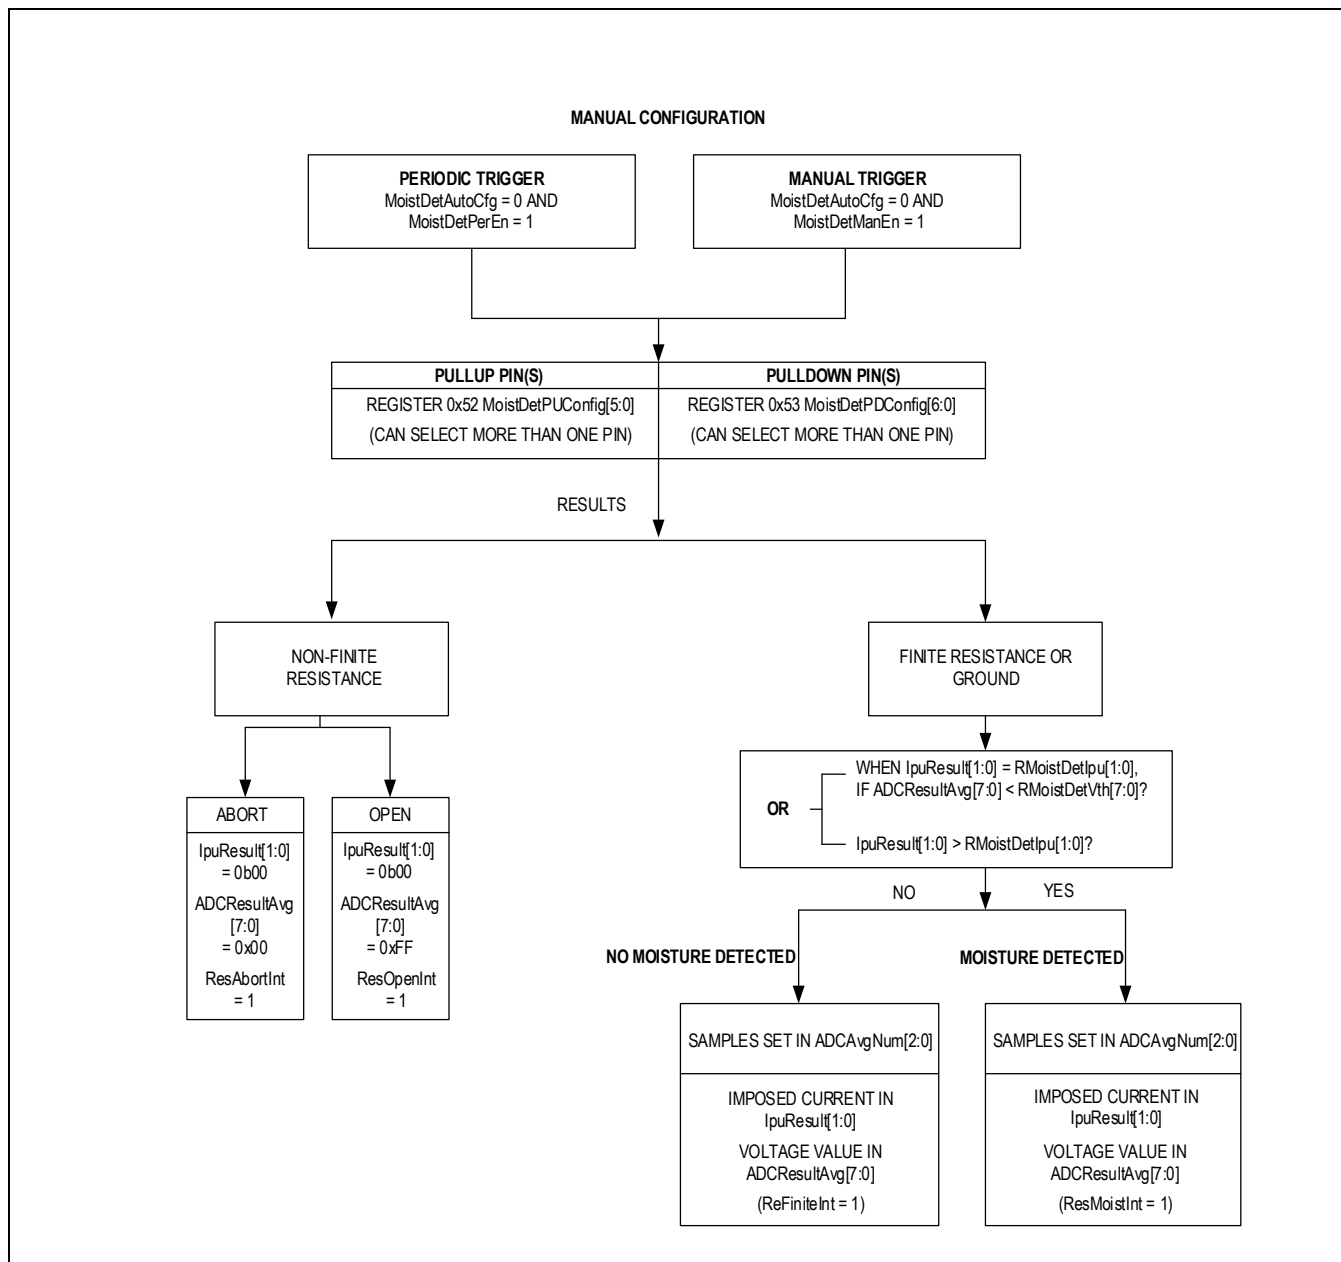 MANUAL CONFIGURATION
PERIODIC TRIGGER
MoistDetAutoCfg = 0 AND
MoistDetPerEn = 1
MANUAL TRIGGER
MoistDetAutoCfg = 0 AND
MoistDetManEn = 1
PULLUP PIN(S)
REGISTER 0x52 MoistDetPUConfig[5:0]
(CAN SELECT MORE THAN ONE PIN)
PULLDOWN PIN(S)
REGISTER 0x53 MoistDetPDConfig[6:0]
(CAN SELECT MORE THAN ONE PIN)
RESULTS
NON-FINITE
RESISTANCE
ABORT
IpuResult[1:0]
= 0b00
ADCResultAvg
[7:0]
= 0x00
ResAbortInt
= 1
OPEN
IpuResult[1:0]
= 0b00
ADCResultAvg
[7:0]
= 0xFF
ResOpenInt
= 1
FINITE RESISTANCE OR
GROUND
OR
WHEN IpuResult[1:0] = RMoistDetIpu[1:0],
IF ADCResultAvg[7:0] < RMoistDetVth[7:0]?
IpuResult[1:0] > RMoistDetIpu[1:0]?
NO
YES
NO MOISTURE DETECTED
MOISTURE DETECTED
SAMPLES SET IN ADCAvgNum[2:0]
IMPOSED CURRENT IN
IpuResult[1:0]
VOLTAGE VALUE IN
ADCResultAvg[7:0]
(ReFiniteInt = 1)
SAMPLES SET IN ADCAvgNum[2:0]
IMPOSED CURRENT IN
IpuResult[1:0]
VOLTAGE VALUE IN
ADCResultAvg[7:0]
(ResMoistInt = 1)